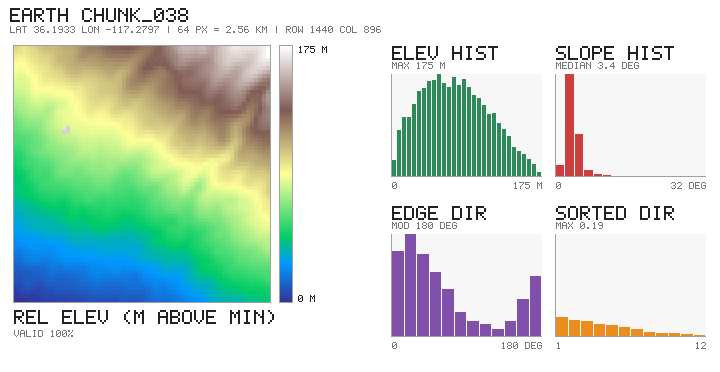 EARTH CHUNK_038
LAT 36.1933 LON -117.2797 | 64 PX = 2.56 KM | ROW 1440 COL 896
175 M
0 M
REL ELEV (M ABOVE MIN)
VALID 100%
ELEV HIST
MAX 175 M
0 175 M
SLOPE HIST
MEDIAN 3.4 DEG
0 32 DEG
EDGE DIR
MOD 180 DEG
0 180 DEG
SORTED DIR
MAX 0.19
1 12